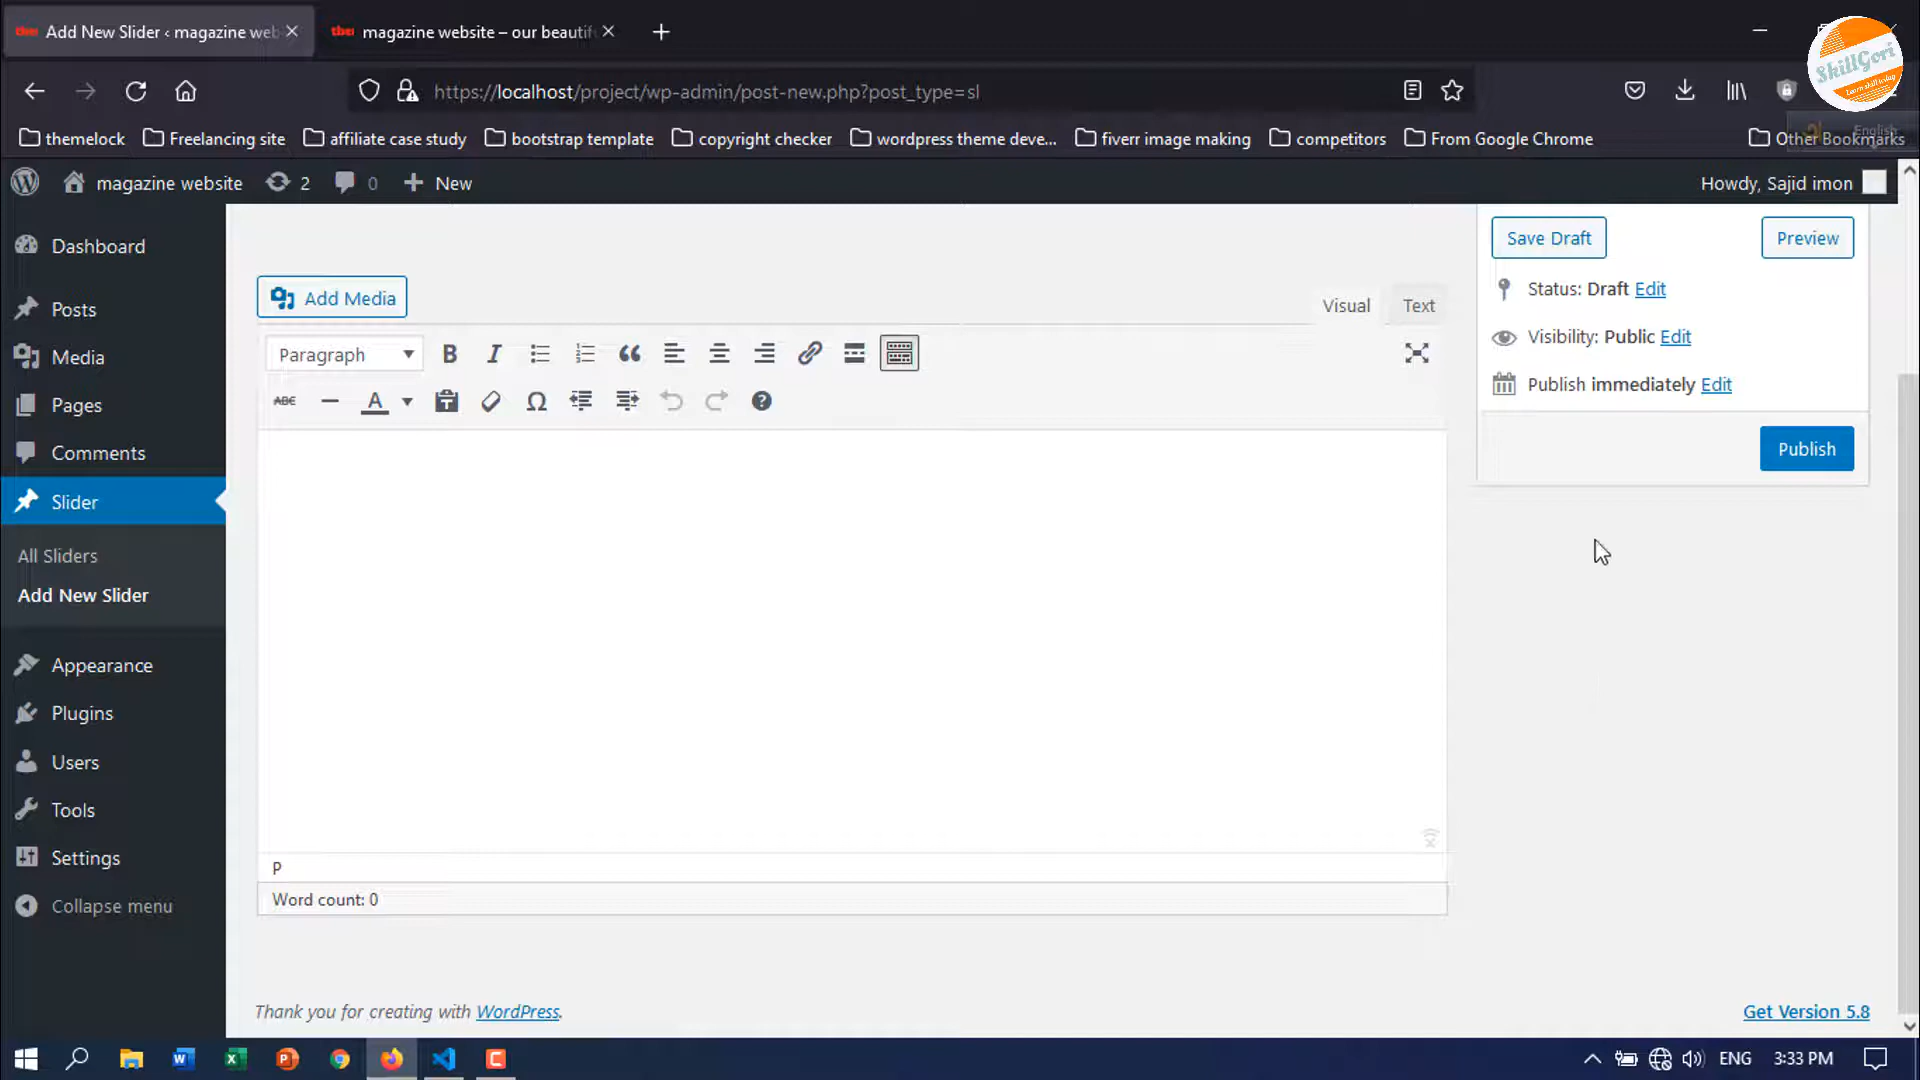 Add New Slider ‹ magazine web
magazine website – our beautif
SkillGori
https://localhost/project/wp-admin/post-new.php?post_type=sl
themelock
Freelancing site
affiliate case study
bootstrap template
copyright checker
wordpress theme deve...
fiverr image making
competitors
From Google Chrome
Other Bookmarks
English
magazine website
2
0
New
Howdy, Sajid imon
Dashboard
Posts
Media
Pages
Comments
Slider
All Sliders
Add New Slider
Appearance
Plugins
Users
Tools
Settings
Collapse menu
Add Media
Visual
Text
Paragraph
B
I
ABC
A
Ω
P
Word count: 0
Save Draft
Preview
Status: Draft Edit
Visibility: Public Edit
Publish immediately Edit
Publish
Thank you for creating with WordPress.
Get Version 5.8
ENG
3:33 PM